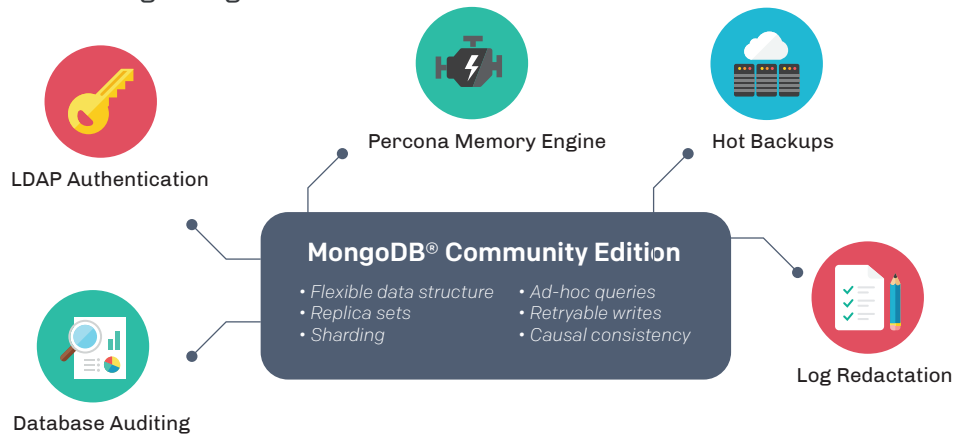 Percona Memory Engine
Hot Backups
LDAP Authentication
MongoDB® Community Edition
• Flexible data structure
• Replica sets
• Sharding
• Ad-hoc queries
• Retryable writes
• Causal consistency
Log Redactation
Database Auditing